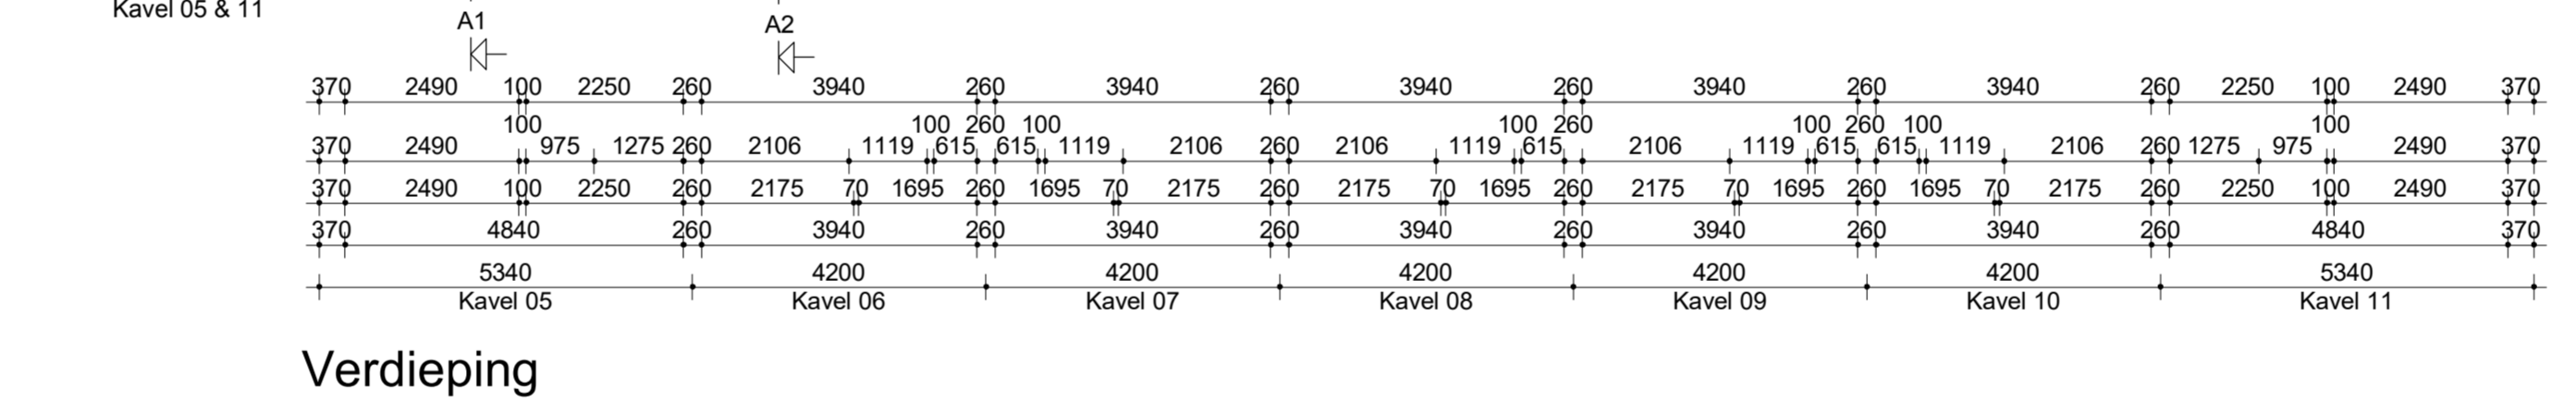 Kavel 05 & 11
A1 A2
370 2490 100 2250 260 3940 260 3940 260 3940 260 3940 260 3940 260 2250 100 2490 370
100 100 260 100 100 260 100 260 100 100
370 2490 975 1275 260 2106 1119 615 615 1119 2106 260 2106 1119 615 2106 1119 615 615 1119 2106 260 1275 975 2490 370
370 2490 100 2250 260 2175 70 1695 260 1695 70 2175 260 2175 70 1695 260 2175 70 1695 260 1695 70 2175 260 2250 100 2490 370
370 4840 260 3940 260 3940 260 3940 260 3940 260 3940 260 4840 370
5340 4200 4200 4200 4200 4200 5340
Kavel 05 Kavel 06 Kavel 07 Kavel 08 Kavel 09 Kavel 10 Kavel 11
Verdieping